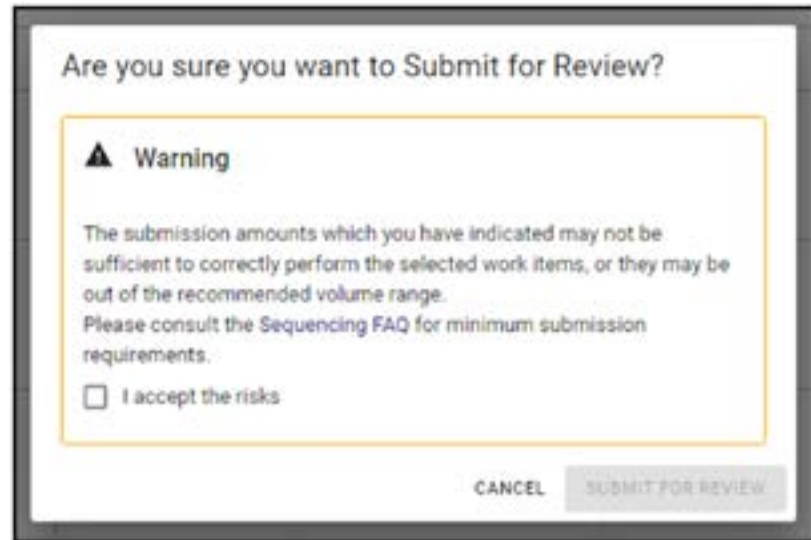 Are you sure you want to Submit for Review?
Warning
The submission amounts which you have indicated may not be
sufficient to correctly perform the selected work items, or they may be
out of the recommended volume range.
Please consult the Sequencing FAQ for minimum submission
requirements.
I accept the risks
CANCEL SUBMIT FOR REVIEW